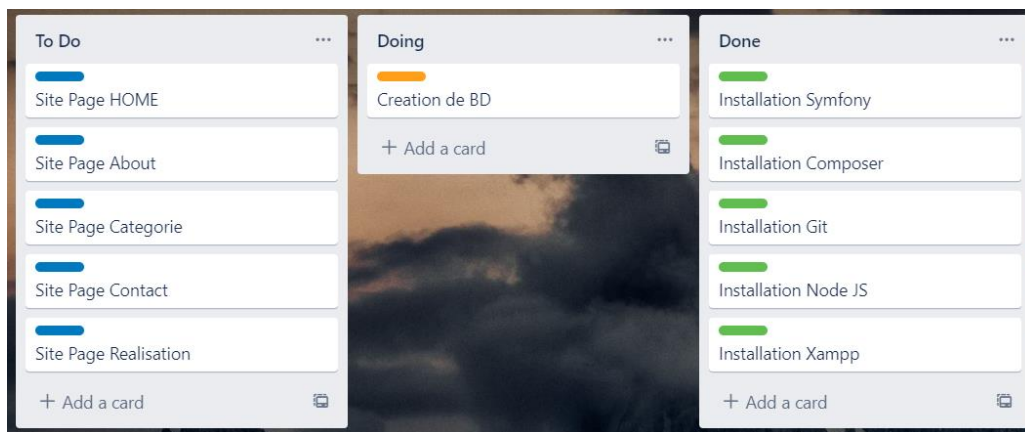 To Do
Site Page HOME
Site Page About
Site Page Categorie
Site Page Contact
Site Page Realisation
+ Add a card
Doing
Creation de BD
+ Add a card
Done
Installation Symfony
Installation Composer
Installation Git
Installation Node JS
Installation Xampp
+ Add a card